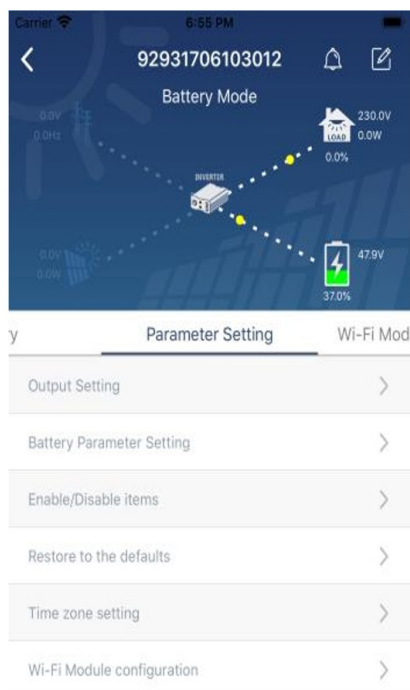 Carrier 6:55 PM
92931706103012
Battery Mode
0.0V
0.0Hz
230.0V
LOAD 0.0W
0.0%
INVERTER
0.0V
0.0W
47.9V
37.0%
ry Parameter Setting Wi-Fi Mod
Output Setting
Battery Parameter Setting
Enable/Disable items
Restore to the defaults
Time zone setting
Wi-Fi Module configuration